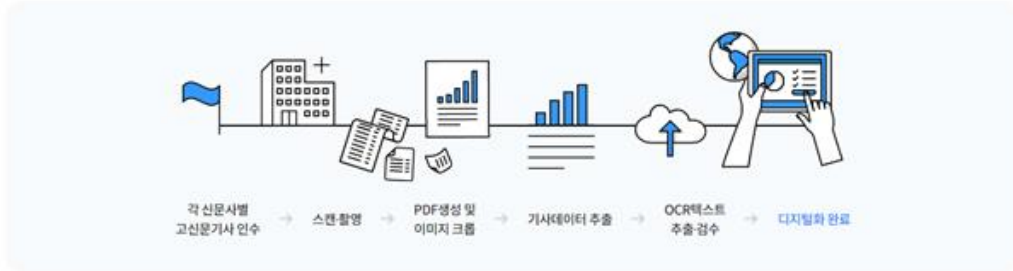 각 신문사별
고신문기사 인수
스캔·촬영
PDF생성 및
이미지 크롭
기사데이터 추출
OCR텍스트
추출·검수
디지털화 완료